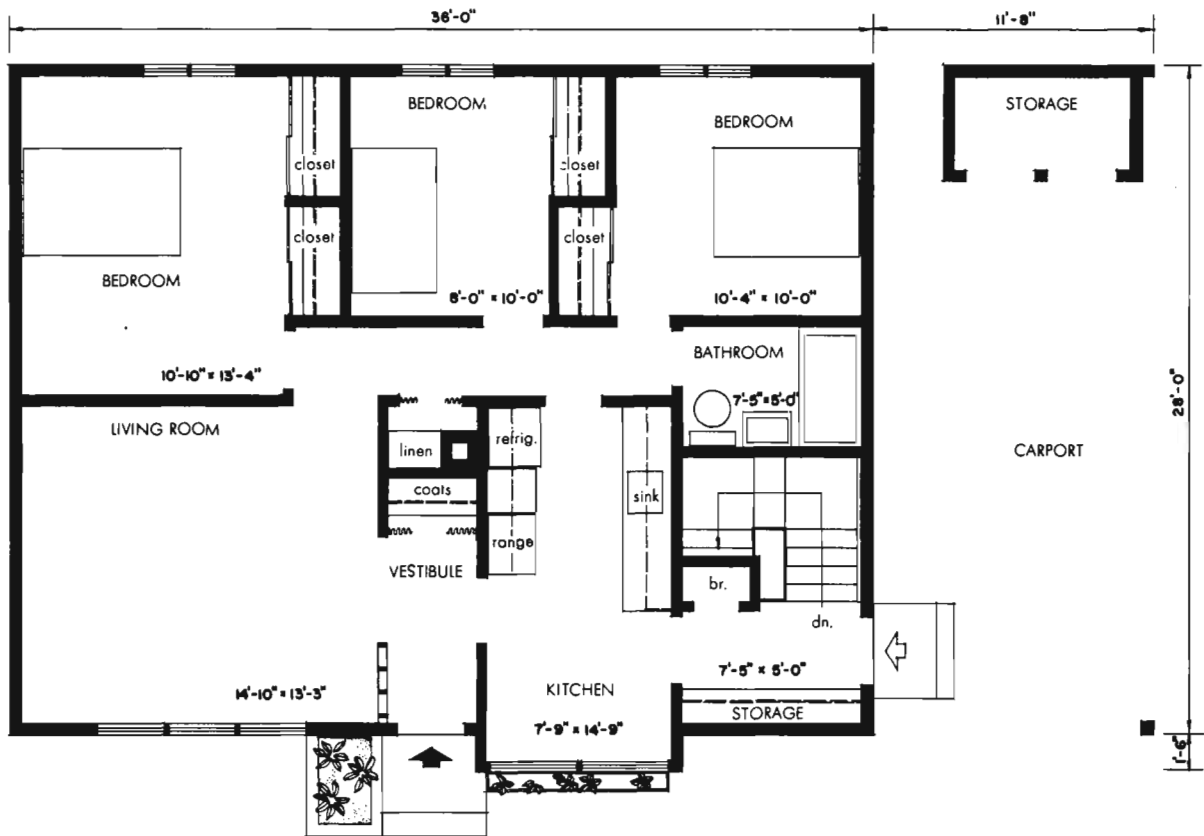 36'-0"
11'-8"
BEDROOM
BEDROOM
STORAGE
closet
closet
closet
closet
BEDROOM
8'-0" × 10'-0"
10'-4" × 10'-0"
BATHROOM
10'-10" × 13'-4"
7'-5" × 5'-0"
28'-0"
LIVING ROOM
linen
refrig.
CARPORT
coats
sink
range
VESTIBULE
br.
dn.
7'-5" × 5'-0"
14'-10" × 13'-3"
KITCHEN
STORAGE
7'-9" × 14'-9"
1'-6"